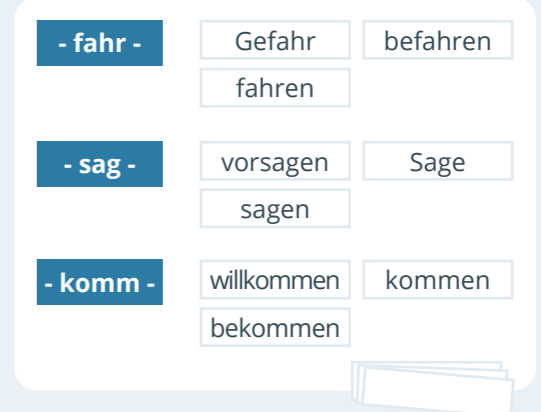 - fahr - Gefahr befahren
fahren
- sag - vorsagen Sage
sagen
- komm - willkommen kommen
bekommen